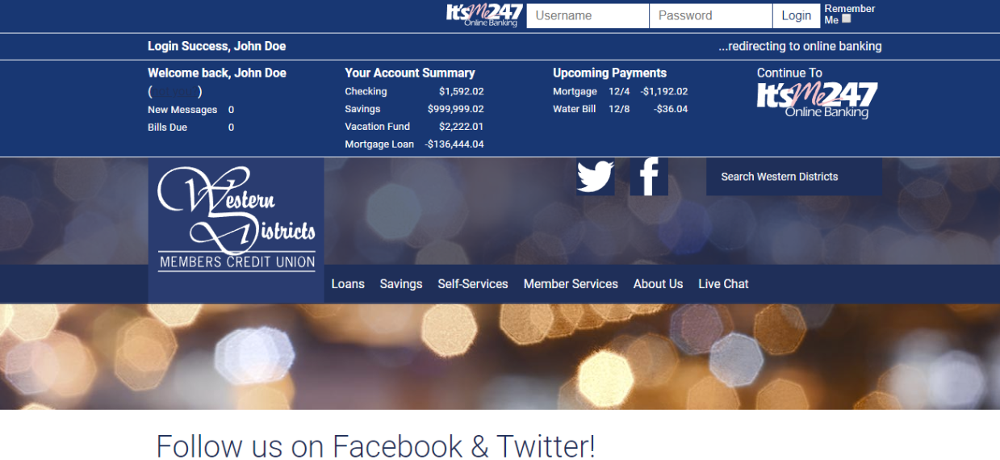 It'sMe247
Online Banking
Username
Password
Login
Remember
Me
Login Success, John Doe
...redirecting to online banking
Welcome back, John Doe
(not you?)
New Messages 0
Bills Due 0
Your Account Summary
Checking $1,592.02
Savings $999,999.02
Vacation Fund $2,222.01
Mortgage Loan -$136,444.04
Upcoming Payments
Mortgage 12/4 -$1,192.02
Water Bill 12/8 -$36.04
Continue To
It'sMe247
Online Banking
Western
Districts
MEMBERS CREDIT UNION
Search Western Districts
Loans Savings Self-Services Member Services About Us Live Chat
Follow us on Facebook & Twitter!